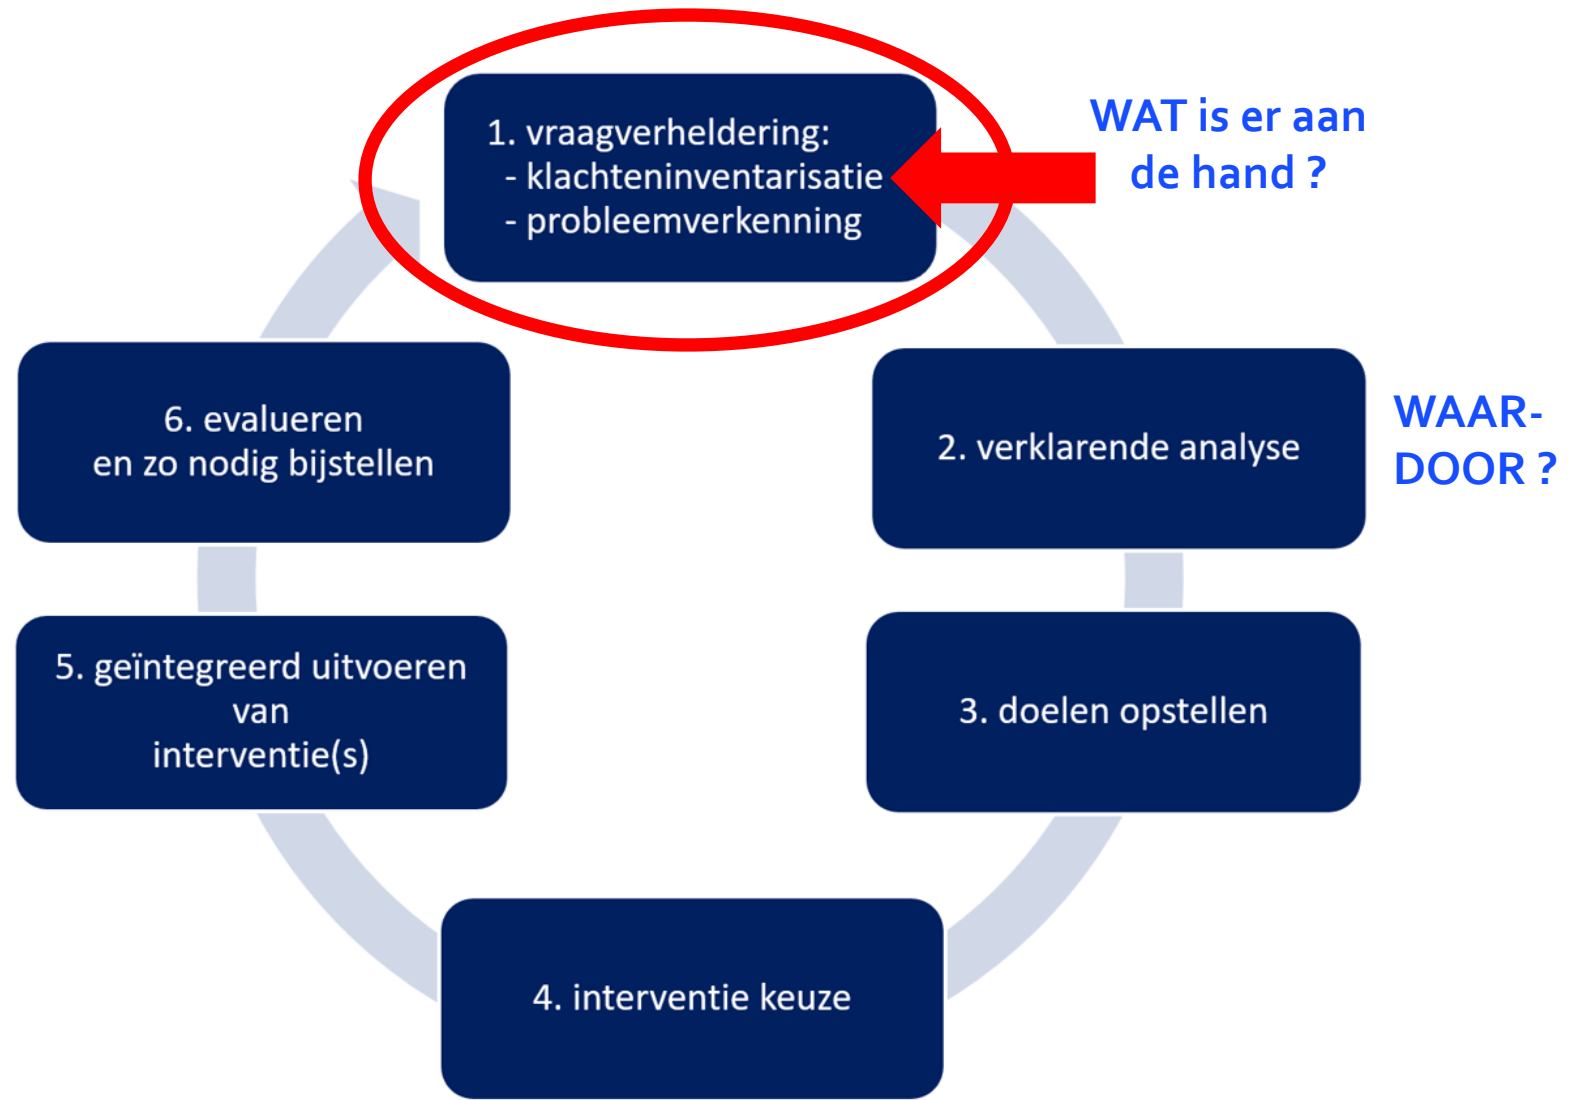 1. vraagverheldering:
- klachteninventarisatie
- probleemverkenning
WAT is er aan
de hand ?
2. verklarende analyse
WAAR-
DOOR ?
3. doelen opstellen
4. interventie keuze
5. geïntegreerd uitvoeren
van
interventie(s)
6. evalueren
en zo nodig bijstellen